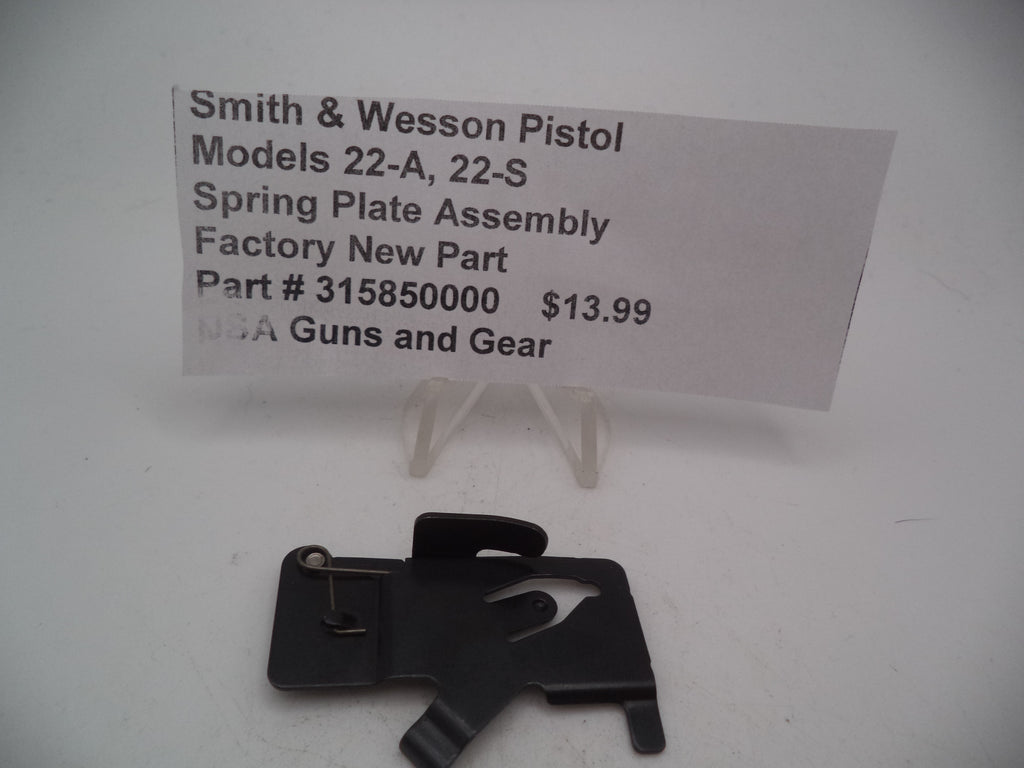 Smith & Wesson Pistol
Models 22-A, 22-S
Spring Plate Assembly
Factory New Part
Part # 315850000 $13.99
Guns and Gear